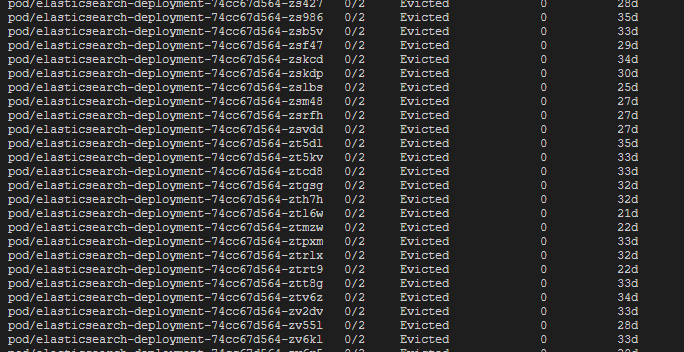 pod/elasticsearch-deployment-74cc67d564-zs427 0/2 Evicted 0 28d
pod/elasticsearch-deployment-74cc67d564-zs986 0/2 Evicted 0 35d
pod/elasticsearch-deployment-74cc67d564-zsb5v 0/2 Evicted 0 33d
pod/elasticsearch-deployment-74cc67d564-zsf47 0/2 Evicted 0 29d
pod/elasticsearch-deployment-74cc67d564-zskcd 0/2 Evicted 0 34d
pod/elasticsearch-deployment-74cc67d564-zskdp 0/2 Evicted 0 30d
pod/elasticsearch-deployment-74cc67d564-zslbs 0/2 Evicted 0 25d
pod/elasticsearch-deployment-74cc67d564-zsm48 0/2 Evicted 0 27d
pod/elasticsearch-deployment-74cc67d564-zsrfh 0/2 Evicted 0 27d
pod/elasticsearch-deployment-74cc67d564-zsvdd 0/2 Evicted 0 27d
pod/elasticsearch-deployment-74cc67d564-zt5dl 0/2 Evicted 0 35d
pod/elasticsearch-deployment-74cc67d564-zt5kv 0/2 Evicted 0 33d
pod/elasticsearch-deployment-74cc67d564-ztcd8 0/2 Evicted 0 33d
pod/elasticsearch-deployment-74cc67d564-ztgsg 0/2 Evicted 0 32d
pod/elasticsearch-deployment-74cc67d564-zth7h 0/2 Evicted 0 32d
pod/elasticsearch-deployment-74cc67d564-ztl6w 0/2 Evicted 0 21d
pod/elasticsearch-deployment-74cc67d564-ztmzw 0/2 Evicted 0 22d
pod/elasticsearch-deployment-74cc67d564-ztpxm 0/2 Evicted 0 33d
pod/elasticsearch-deployment-74cc67d564-ztrlx 0/2 Evicted 0 32d
pod/elasticsearch-deployment-74cc67d564-ztrt9 0/2 Evicted 0 22d
pod/elasticsearch-deployment-74cc67d564-ztt8g 0/2 Evicted 0 33d
pod/elasticsearch-deployment-74cc67d564-ztv6z 0/2 Evicted 0 34d
pod/elasticsearch-deployment-74cc67d564-zv2dv 0/2 Evicted 0 33d
pod/elasticsearch-deployment-74cc67d564-zv55l 0/2 Evicted 0 28d
pod/elasticsearch-deployment-74cc67d564-zv6kl 0/2 Evicted 0 33d